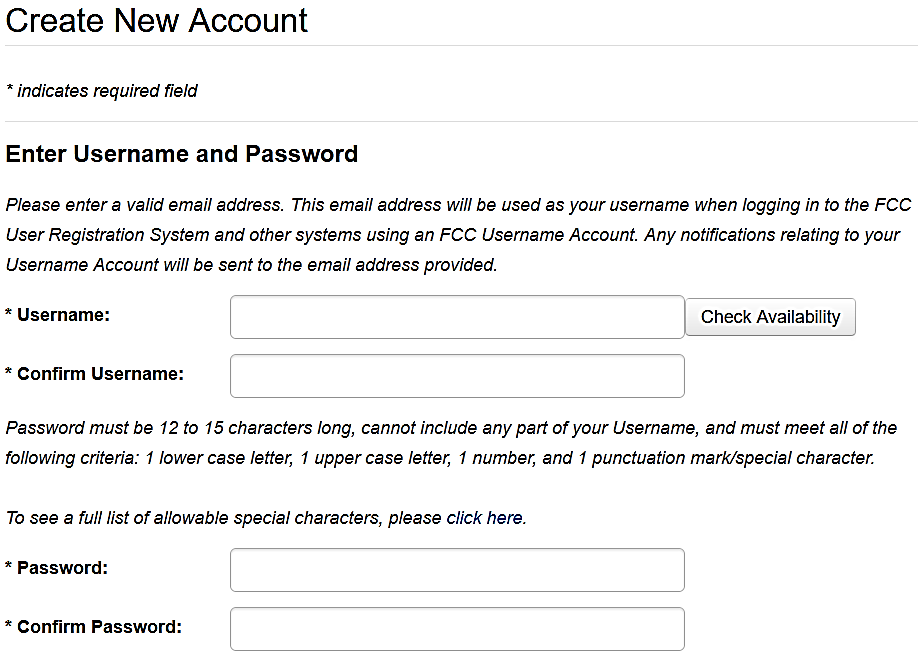 Create New Account
* indicates required field
Enter Username and Password
Please enter a valid email address. This email address will be used as your username when logging in to the FCC
User Registration System and other systems using an FCC Username Account. Any notifications relating to your
Username Account will be sent to the email address provided.
* Username: Check Availability
* Confirm Username:
Password must be 12 to 15 characters long, cannot include any part of your Username, and must meet all of the
following criteria: 1 lower case letter, 1 upper case letter, 1 number, and 1 punctuation mark/special character.
To see a full list of allowable special characters, please click here.
* Password:
* Confirm Password: